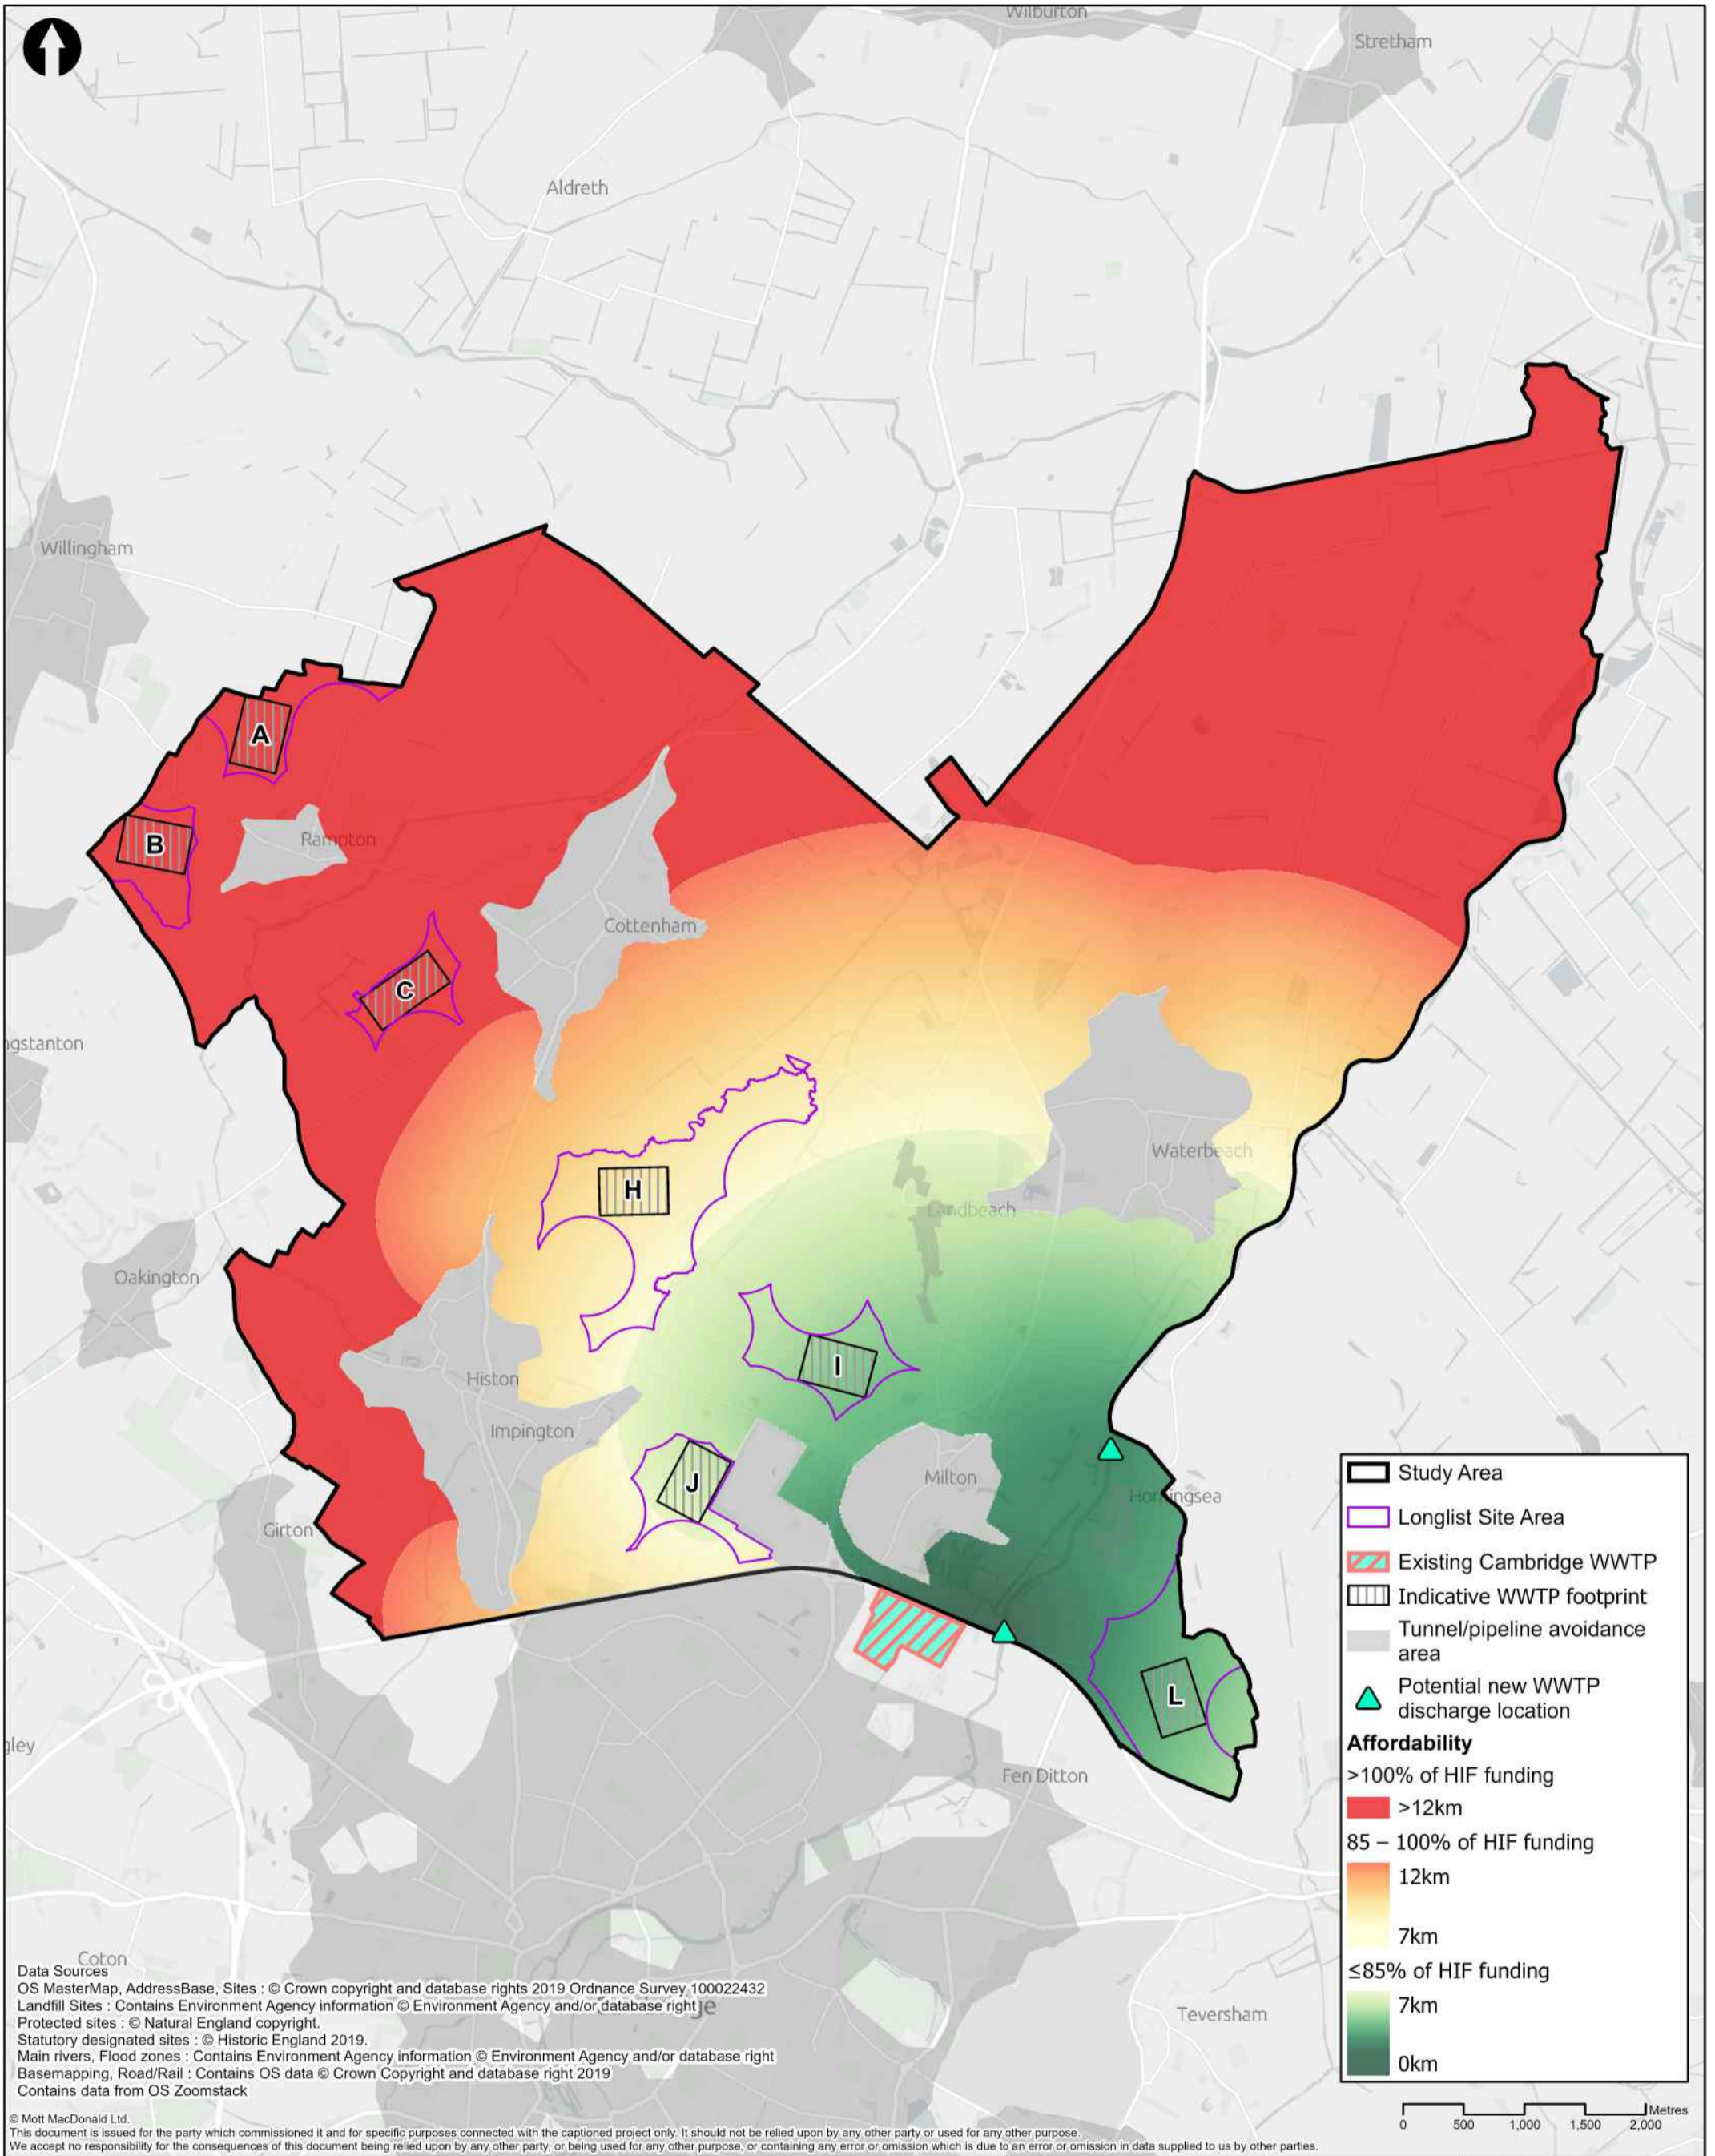 Wilburton
Stretham
Aldreth
Willingham
A
B
Rampton
Cottenham
C
ngstanton
H
Waterbeach
Landbeach
Oakington
I
Histon
Impington
J
Milton
Horningsea
Girton
L
gley
Fen Ditton
Coton
ge
Teversham
Study Area
Longlist Site Area
Existing Cambridge WWTP
Indicative WWTP footprint
Tunnel/pipeline avoidance
area
Potential new WWTP
discharge location
Affordability
>100% of HIF funding
>12km
85 – 100% of HIF funding
12km
7km
≤85% of HIF funding
7km
0km
Metres
0 500 1,000 1,500 2,000
Data Sources
OS MasterMap, AddressBase, Sites : © Crown copyright and database rights 2019 Ordnance Survey 100022432
Landfill Sites : Contains Environment Agency information © Environment Agency and/or database right
Protected sites : © Natural England copyright.
Statutory designated sites : © Historic England 2019.
Main rivers, Flood zones : Contains Environment Agency information © Environment Agency and/or database right
Basemapping, Road/Rail : Contains OS data © Crown Copyright and database right 2019
Contains data from OS Zoomstack
© Mott MacDonald Ltd.
This document is issued for the party which commissioned it and for specific purposes connected with the captioned project only. It should not be relied upon by any other party or used for any other purpose.
We accept no responsibility for the consequences of this document being relied upon by any other party, or being used for any other purpose, or containing any error or omission which is due to an error or omission in data supplied to us by other parties.